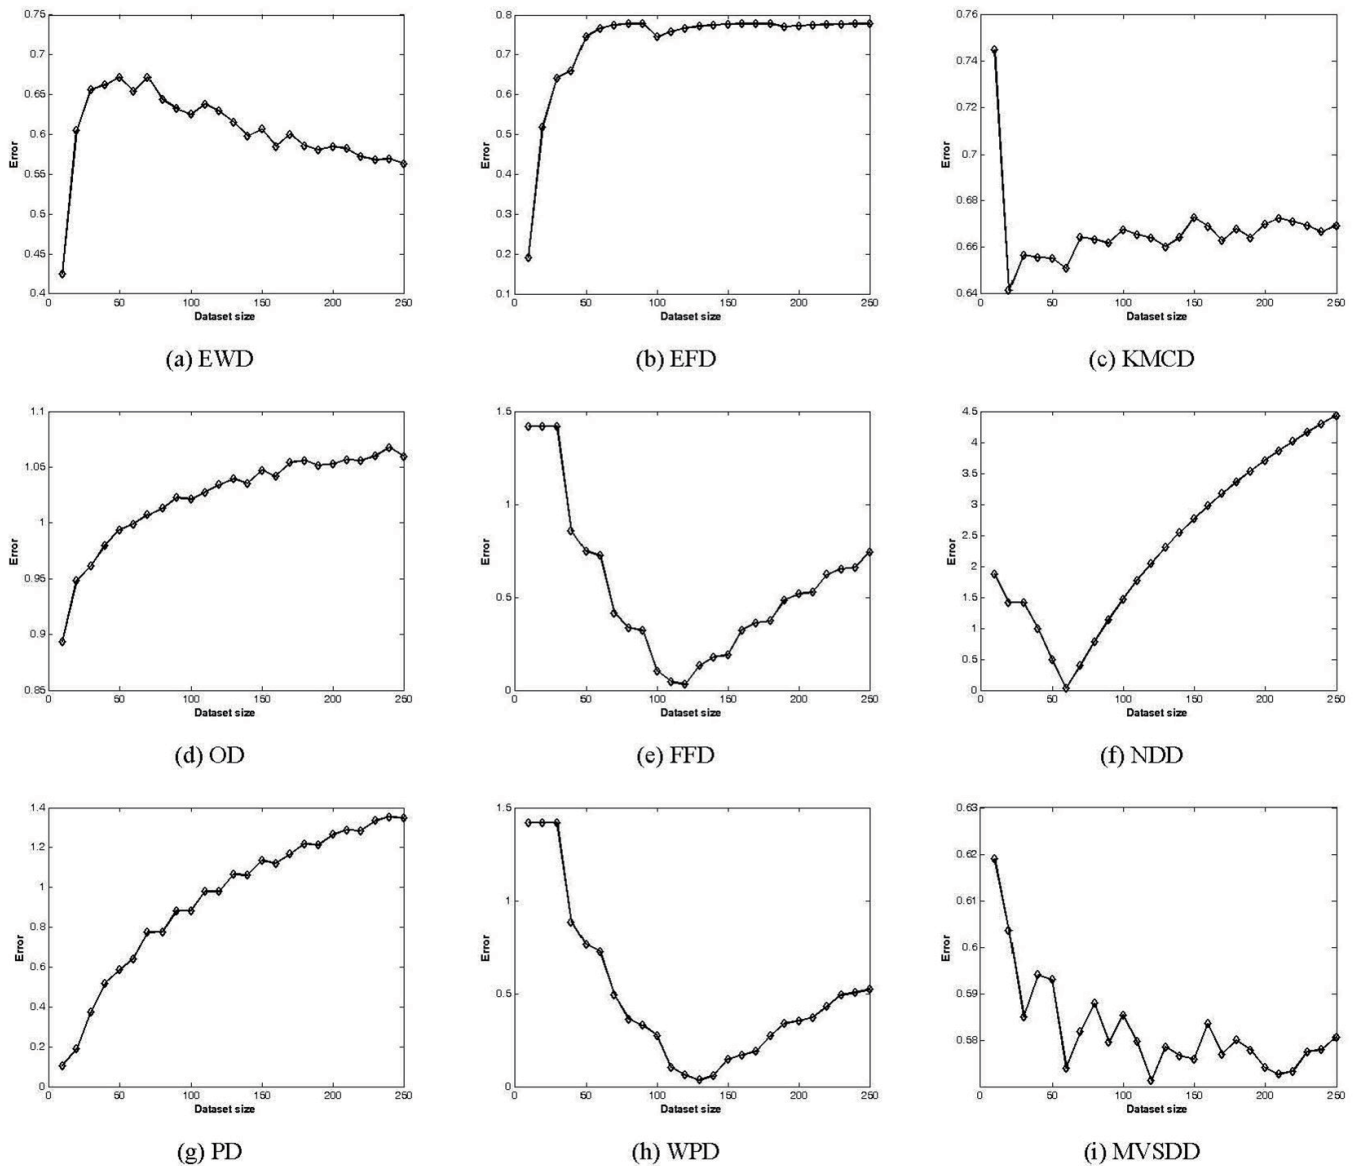 0.75 0.8 0.76
0.7 0.7 0.74
0.65 0.6 0.72
0.6 0.5 0.7
0.55 0.4 0.68
0.5 0.3 0.66
0.45 0.2 0.64
0.4 0.1
Error Error Error
0 50 100 150 200 250 0 50 100 150 200 250 0 50 100 150 200 250
Dataset size Dataset size Dataset size
(a) EWD (b) EFD (c) KMCD
1.1 1.5 4.5
1.05 1 4
1 0.5 3.5
0.95 0 3
0.9 2.5
0.85 2
1.5
1
0.5
0
Error Error Error
0 50 100 150 200 250 0 50 100 150 200 250 0 50 100 150 200 250
Dataset size Dataset size Dataset size
(d) OD (e) FFD (f) NDD
1.4 1.5 0.63
1.2 1 0.62
1 0.5 0.61
0.8 0 0.6
0.6 0.59
0.4 0.58
0.2
0
Error Error Error
0 50 100 150 200 250 0 50 100 150 200 250 0 50 100 150 200 250
Dataset size Dataset size Dataset size
(g) PD (h) WPD (i) MVSDD